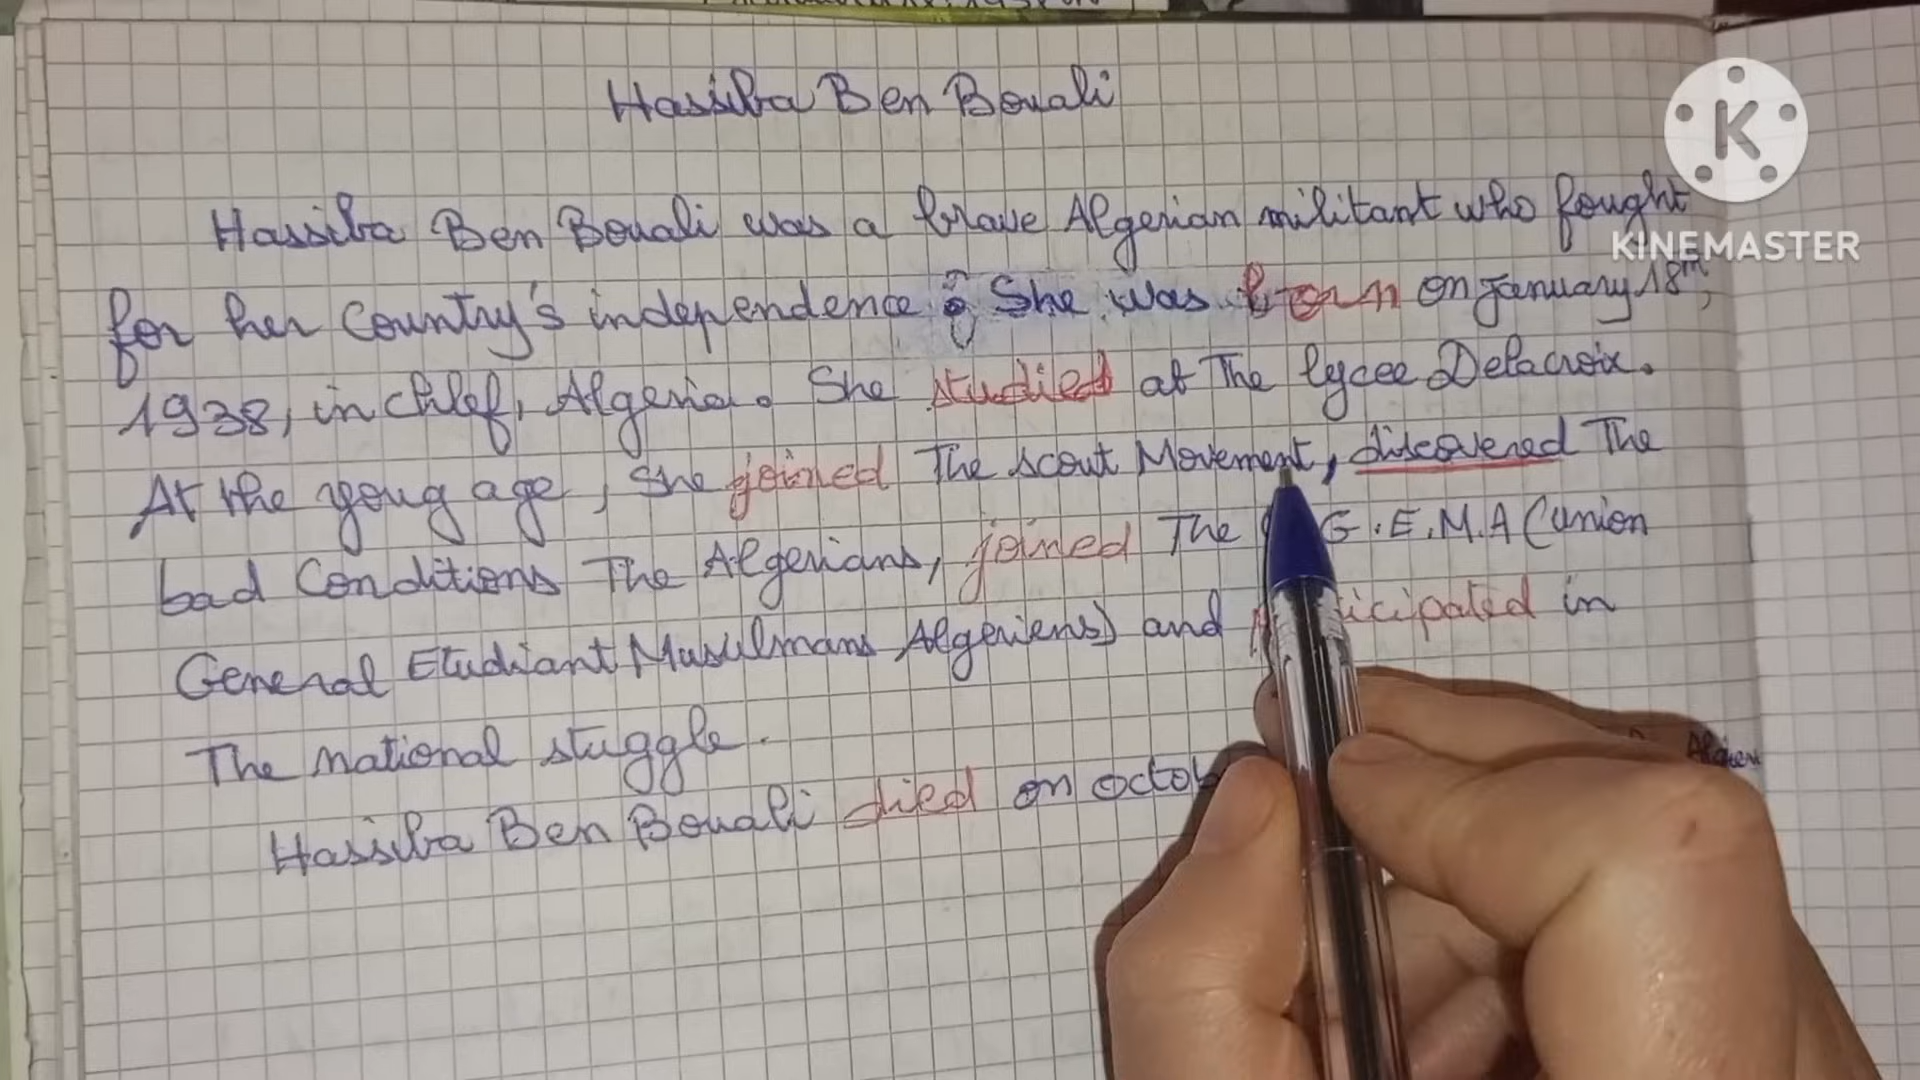 Hassiba Ben Bouali
Hassiba Ben Bouali was a brave Algerian militant who fought
for her country's independence. She was born on january 18th,
1938, in chlef, Algeria. She studied at The lycee Delacroix.
At the youg age, she joined The scout Movement, discovered The
bad Conditions The Algerians, joined The G.E.M.A (union
General Etudiant Musulmans Algeriens) and in
The national stuggle.
Hassiba Ben Bouali died on Algiers
K
KINEMASTER